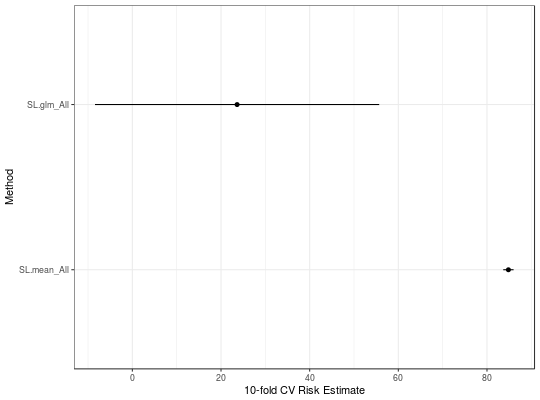 Method
SL.glm_All
SL.mean_All
0 20 40 60 80
10-fold CV Risk Estimate